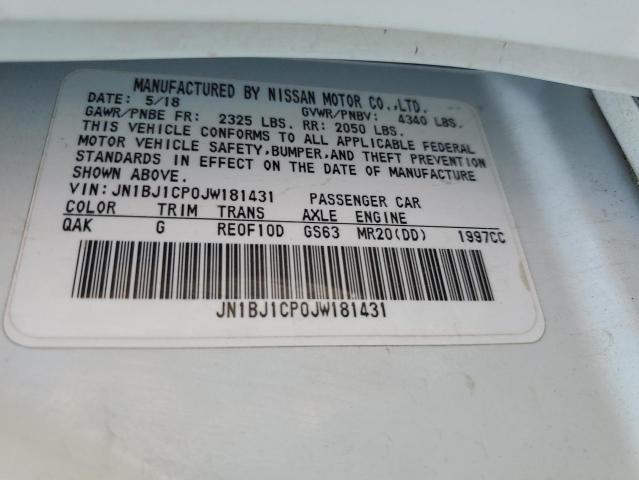 MANUFACTURED BY NISSAN MOTOR CO.,LTD.
DATE: 5/18 GVWR/PNBV: 4340 LBS.
GAWR/PNBE FR: 2325 LBS. RR: 2050 LBS.
THIS VEHICLE CONFORMS TO ALL APPLICABLE FEDERAL
MOTOR VEHICLE SAFETY,BUMPER,AND THEFT PREVENTION
STANDARDS IN EFFECT ON THE DATE OF MANUFACTURE
SHOWN ABOVE.
VIN: JN1BJ1CP0JW181431 PASSENGER CAR
COLOR TRIM TRANS AXLE ENGINE
QAK G RE0F10D GS63 MR20(DD) 1997CC
JN1BJ1CP0JW181431